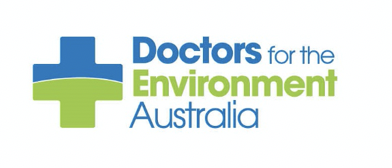 Doctors for the
Environment
Australia